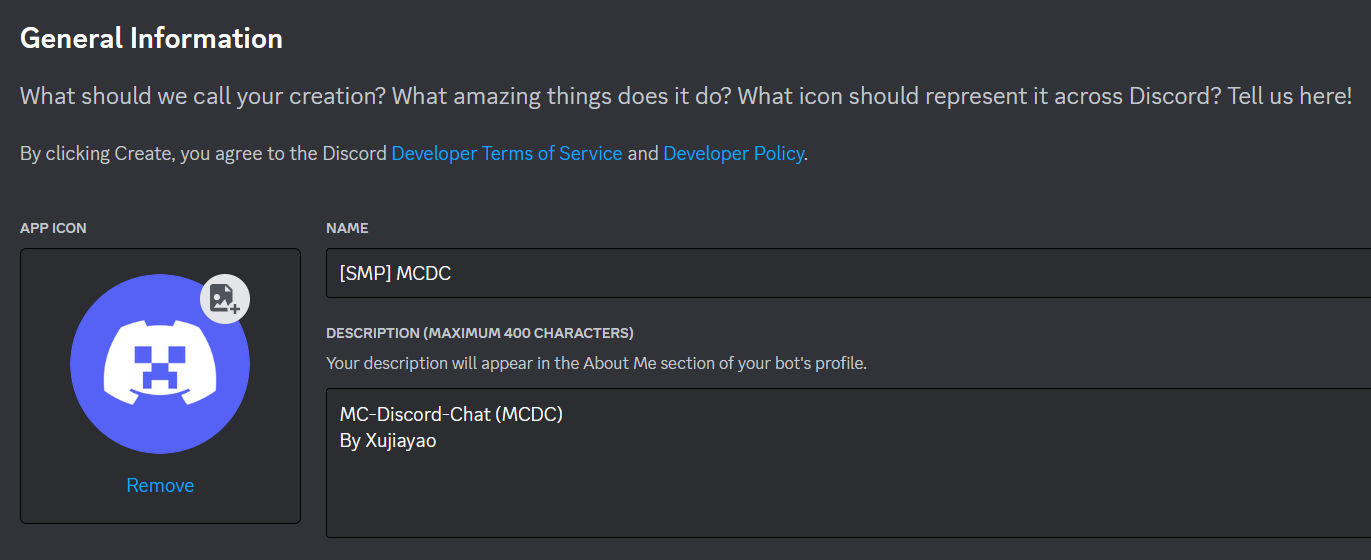 General Information
What should we call your creation? What amazing things does it do? What icon should represent it across Discord? Tell us here!
By clicking Create, you agree to the Discord Developer Terms of Service and Developer Policy.
APP ICON
Remove
NAME
[SMP] MCDC
DESCRIPTION (MAXIMUM 400 CHARACTERS)
Your description will appear in the About Me section of your bot's profile.
MC-Discord-Chat (MCDC)
By Xujiayao